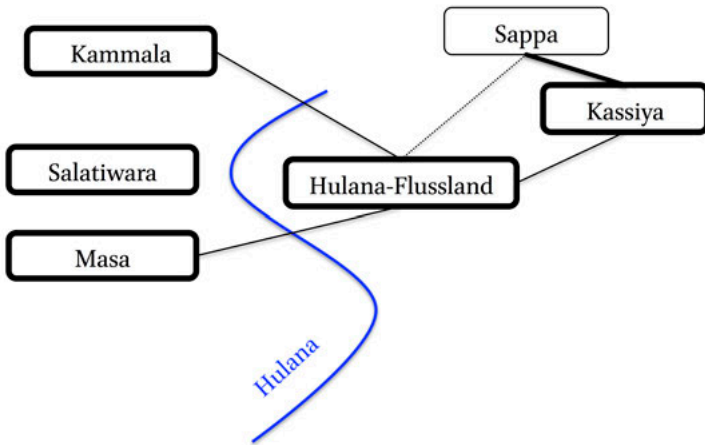 Sappa
Kammala
Kassiya
Salatiwara
Hulana-Flussland
Masa
Hulana